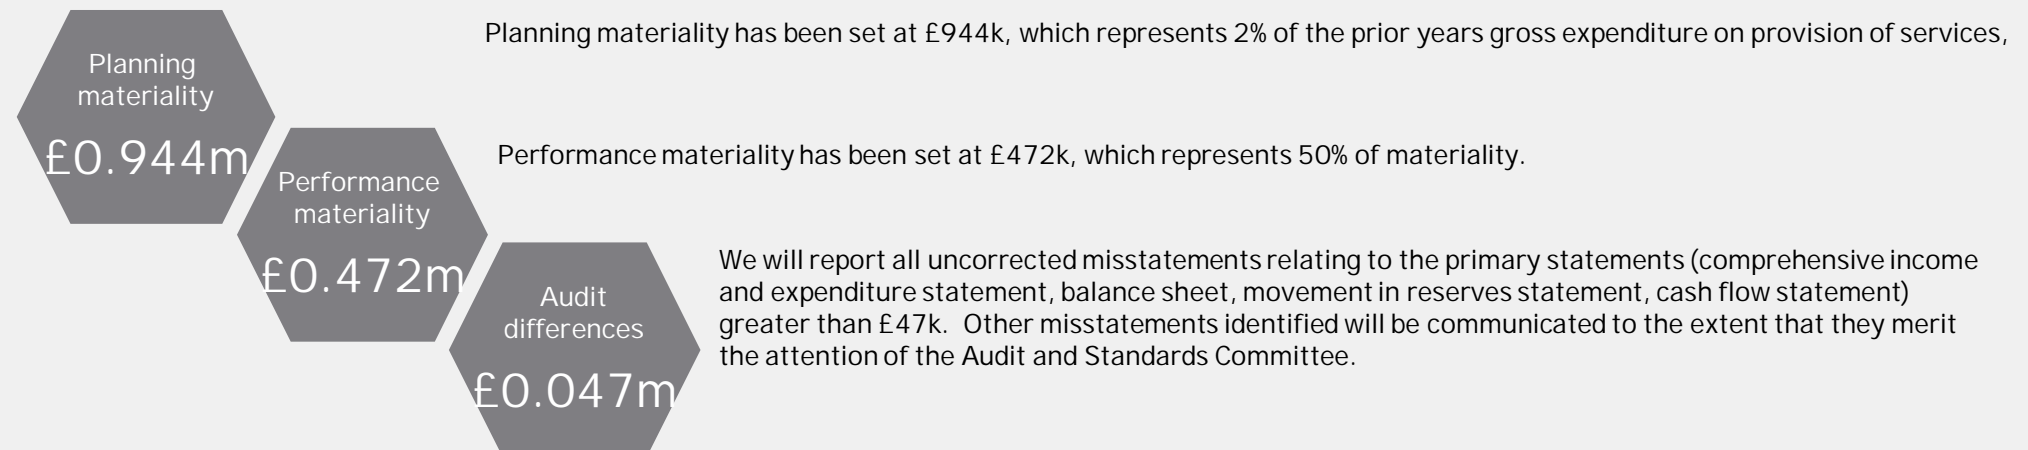 Planning
materiality
£0.944m
Planning materiality has been set at £944k, which represents 2% of the prior years gross expenditure on provision of services,
Performance
materiality
£0.472m
Performance materiality has been set at £472k, which represents 50% of materiality.
Audit
differences
£0.047m
We will report all uncorrected misstatements relating to the primary statements (comprehensive income
and expenditure statement, balance sheet, movement in reserves statement, cash flow statement)
greater than £47k.  Other misstatements identified will be communicated to the extent that they merit
the attention of the Audit and Standards Committee.